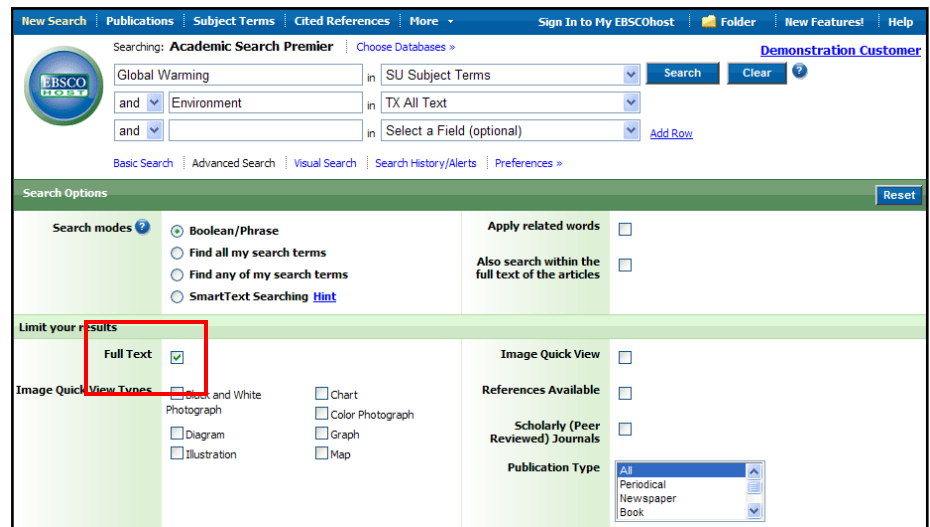 New Search Publications Subject Terms Cited References More Sign In to My EBSCOhost Folder New Features! Help
Searching: Academic Search Premier Choose Databases »
Demonstration Customer
EBSCO
HOST
Global Warming in SU Subject Terms Search Clear ?
and Environment in TX All Text
and in Select a Field (optional) Add Row
Basic Search Advanced Search Visual Search Search History/Alerts Preferences »
Search Options Reset
Search modes ? Boolean/Phrase
Find all my search terms
Find any of my search terms
SmartText Searching Hint
Apply related words
Also search within the
full text of the articles
Limit your results
Full Text
Image Quick View Types Black and White
Photograph
Diagram
Illustration
Chart
Color Photograph
Graph
Map
Image Quick View
References Available
Scholarly (Peer
Reviewed) Journals
Publication Type All
Periodical
Newspaper
Book